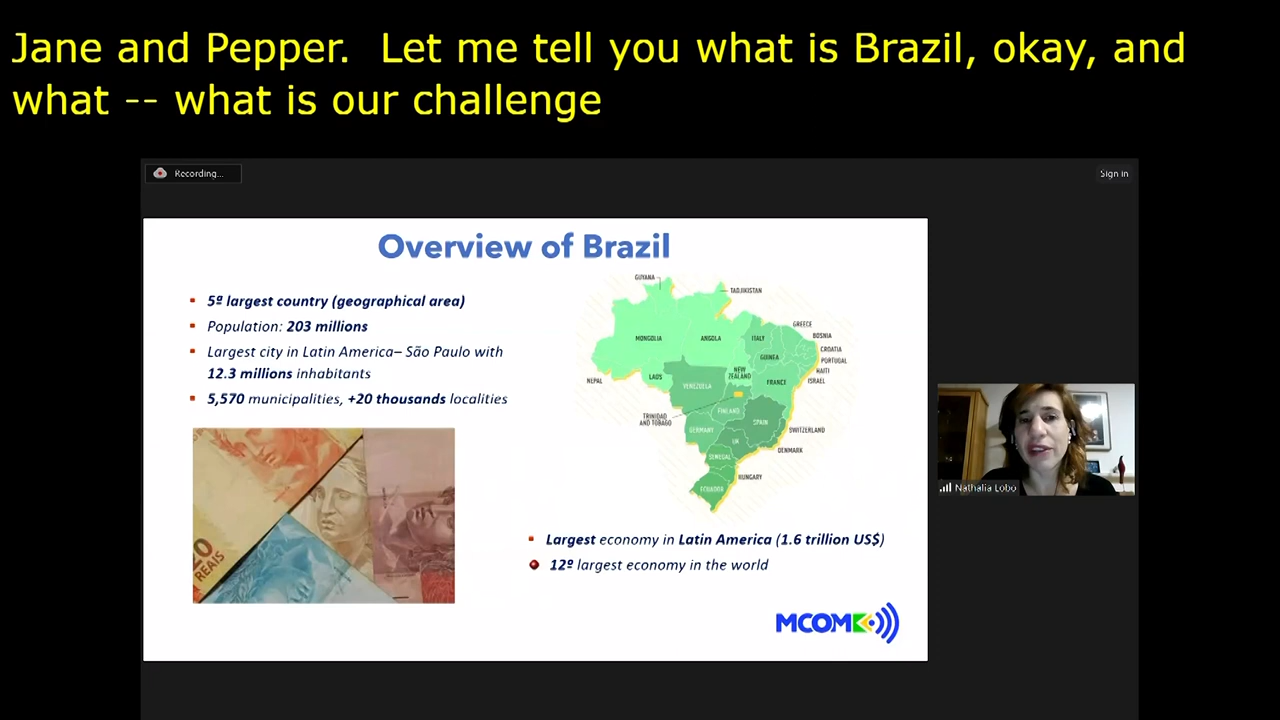 Jane and Pepper.  Let me tell you what is Brazil, okay, and
what -- what is our challenge
Recording...
Sign in
Overview of Brazil
5ª largest country (geographical area)
Population: 203 millions
Largest city in Latin America– São Paulo with
12.3 millions inhabitants
5,570 municipalities, +20 thousands localities
GUYANA
TADJIKISTAN
GREECE
BOSNIA
MONGOLIA
ANGOLA
ITALY
CROATIA
GUINEA
PORTUGAL
HAITI
NEPAL
LAOS
VENEZUELA
NEW
ZEALAND
FRANCE
ISRAEL
TRINIDAD
AND TOBAGO
FINLAND
SPAIN
GERMANY
SWITZERLAND
UK
DENMARK
SENEGAL
HUNGARY
ECUADOR
20
REAIS
Largest economy in Latin America (1.6 trillion US$)
12ª largest economy in the world
Nathalia Lobo
MCOM